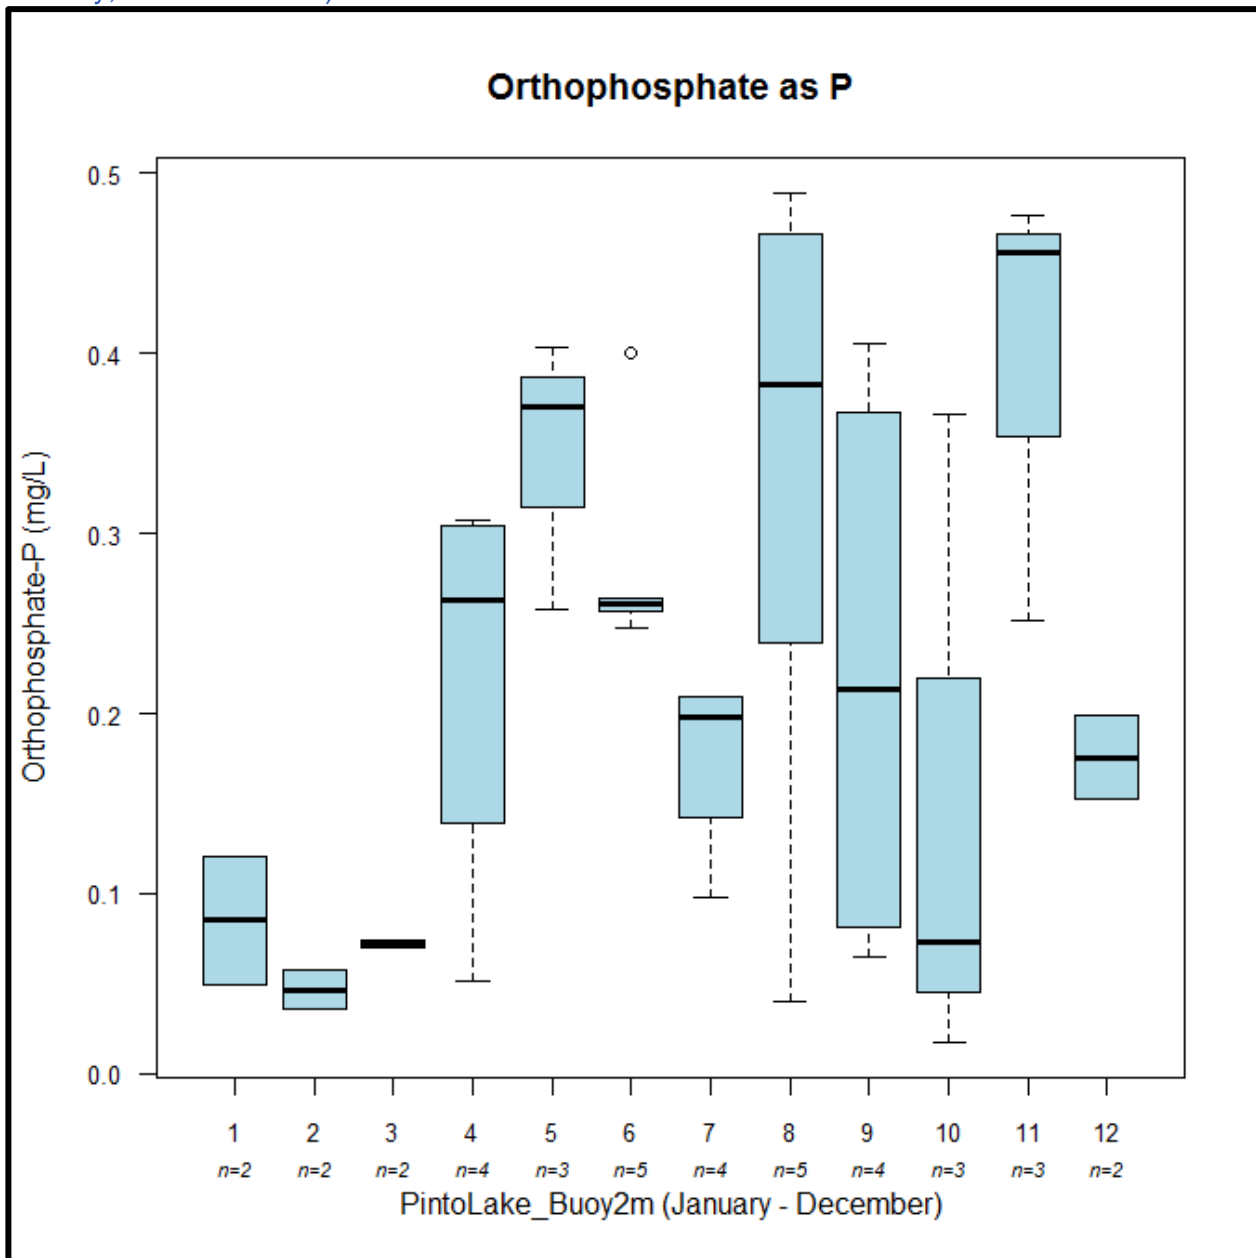 Orthophosphate as P
Orthophosphate-P (mg/L)
0.5
0.4
0.3
0.2
0.1
0.0
1 2 3 4 5 6 7 8 9 10 11 12
n=2 n=2 n=2 n=4 n=3 n=5 n=4 n=5 n=4 n=3 n=3 n=2
PintoLake_Buoy2m (January - December)